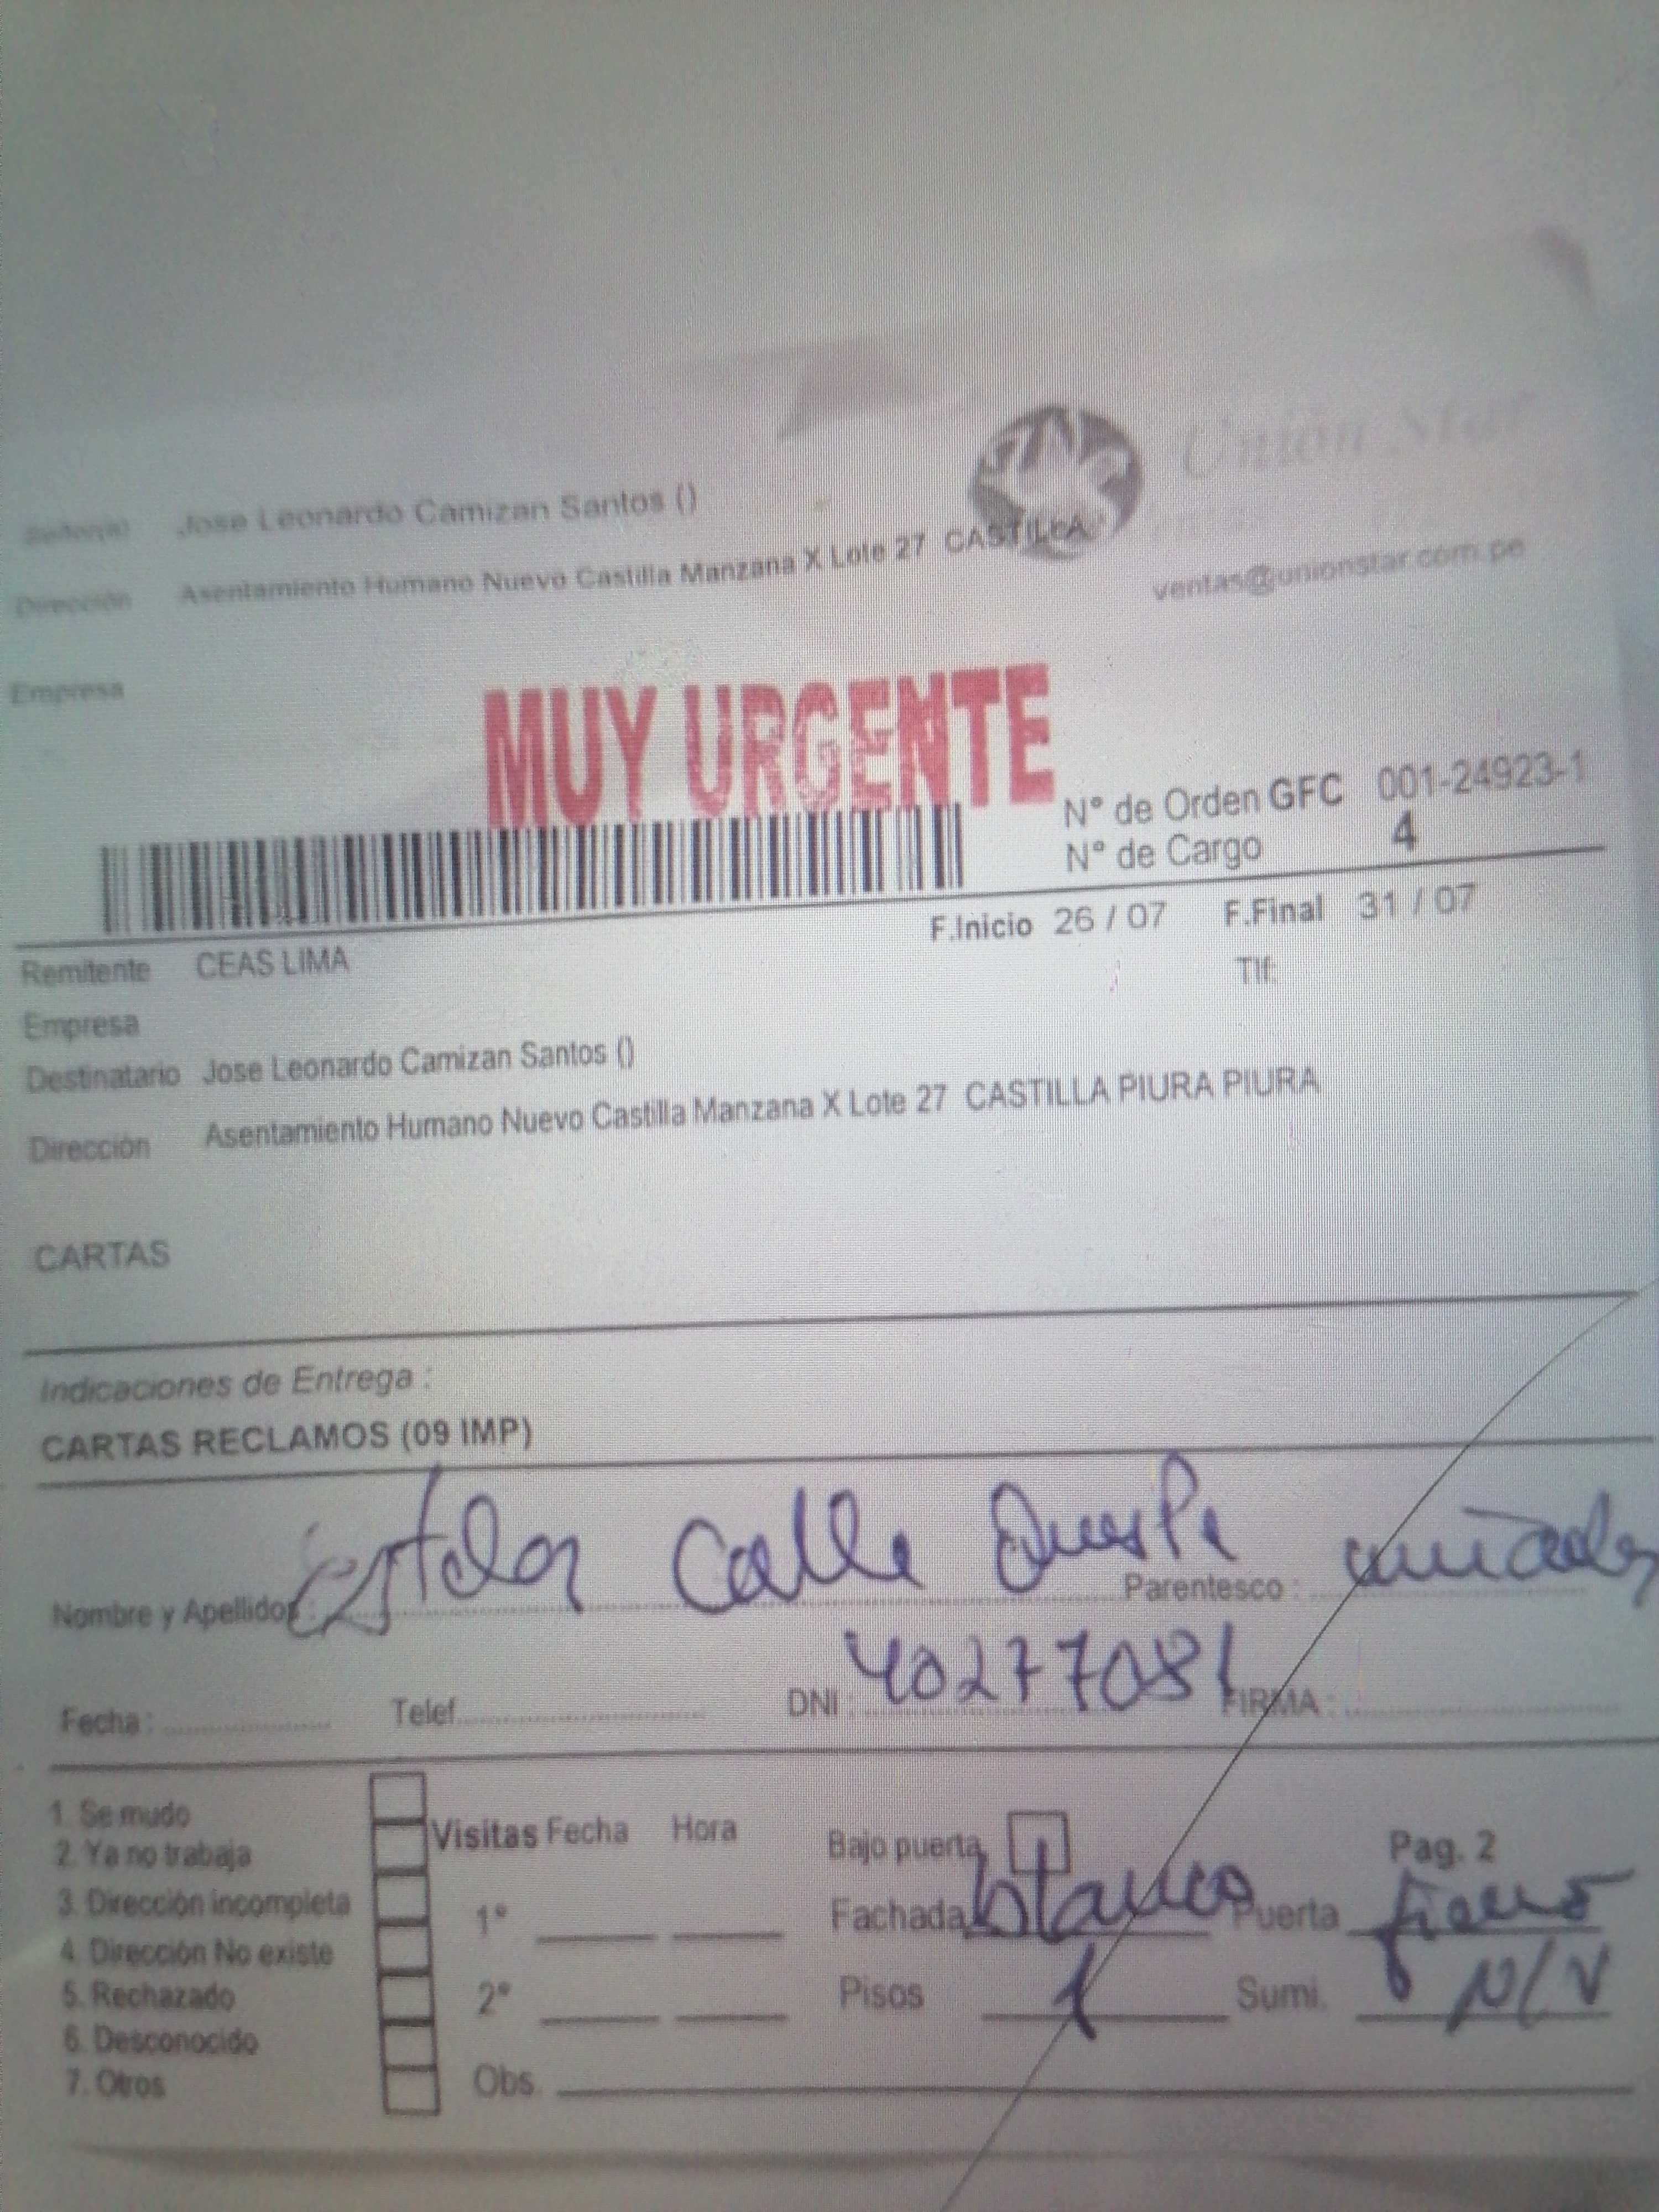 Unión Star
Señor(a) Jose Leonardo Camizan Santos ()
Dirección Asentamiento Humano Nuevo Castilla Manzana X Lote 27 CASTILLA
ventas@unionstar.com.pe
Empresa
MUY URGENTE
N° de Orden GFC 001-24923-1
N° de Cargo 4
F.Inicio 26 / 07 F.Final 31 / 07
Remitente CEAS LIMA Tlf:
Empresa
Destinatario Jose Leonardo Camizan Santos ()
Dirección Asentamiento Humano Nuevo Castilla Manzana X Lote 27 CASTILLA PIURA PIURA
CARTAS
Indicaciones de Entrega :
CARTAS RECLAMOS (09 IMP)
Nombre y Apellidos : Calle Parentesco :
Fecha : Telef. DNI : 40277081 FIRMA :
1. Se mudo
2. Ya no trabaja
3. Dirección incompleta
4. Dirección No existe
5. Rechazado
6. Desconocido
7. Otros
Visitas Fecha Hora
1°
2°
Obs.
Bajo puerta Pag. 2
Fachada blanco Puerta fierro
Pisos 1 Sumi. N/V